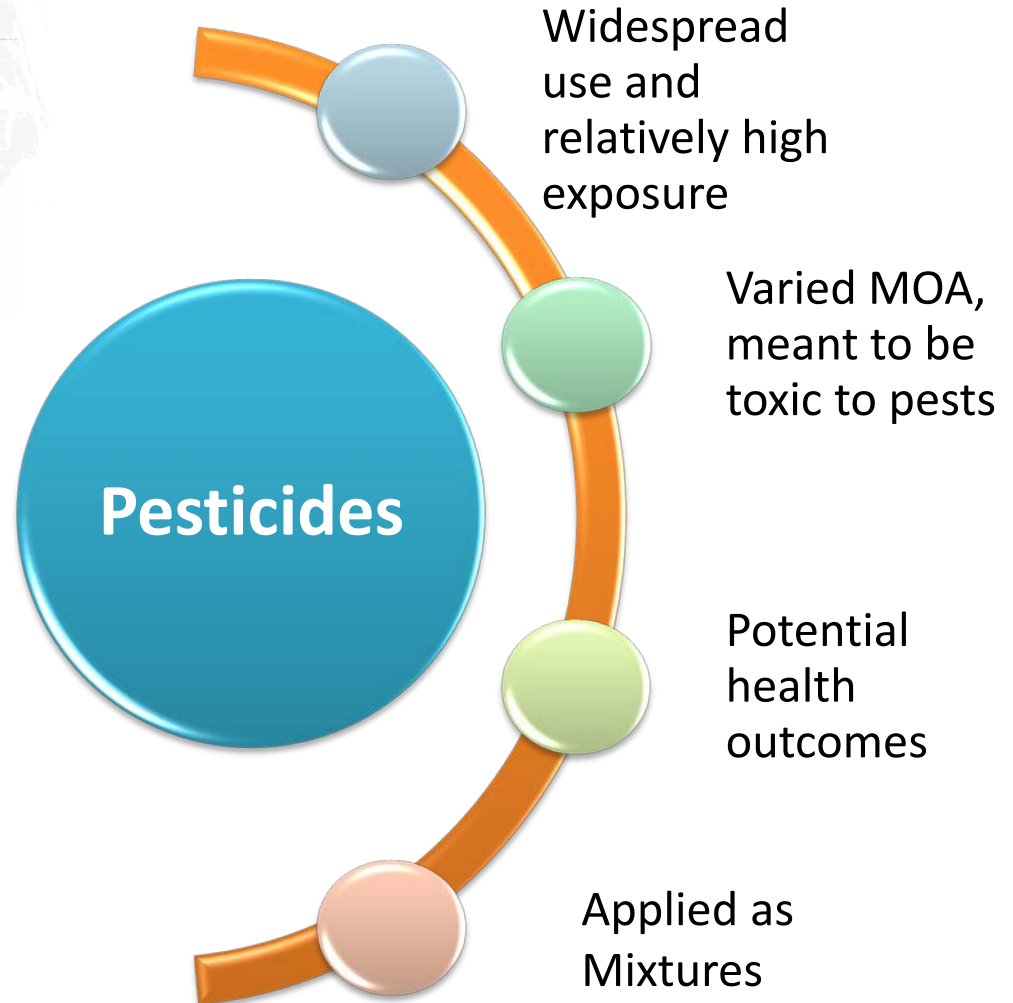 Widespread
use and
relatively high
exposure
Varied MOA,
meant to be
toxic to pests
Pesticides
Potential
health
outcomes
Applied as
Mixtures